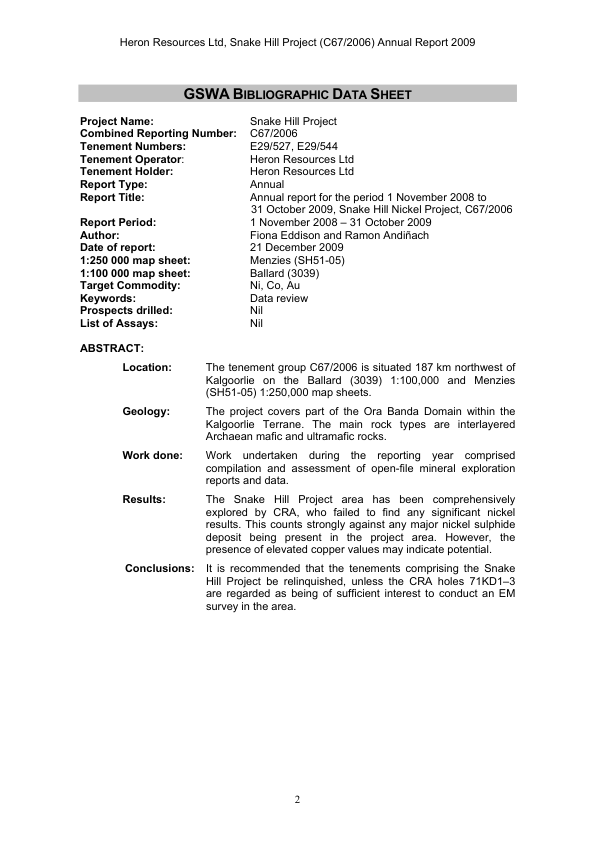 Heron Resources Ltd, Snake Hill Project (C67/2006) Annual Report 2009
GSWA BIBLIOGRAPHIC DATA SHEET
Project Name: Snake Hill Project
Combined Reporting Number: C67/2006
Tenement Numbers: E29/527, E29/544
Tenement Operator: Heron Resources Ltd
Tenement Holder: Heron Resources Ltd
Report Type: Annual
Report Title: Annual report for the period 1 November 2008 to
31 October 2009, Snake Hill Nickel Project, C67/2006
Report Period: 1 November 2008 – 31 October 2009
Author: Fiona Eddison and Ramon Andiñach
Date of report: 21 December 2009
1:250 000 map sheet: Menzies (SH51-05)
1:100 000 map sheet: Ballard (3039)
Target Commodity: Ni, Co, Au
Keywords: Data review
Prospects drilled: Nil
List of Assays: Nil
ABSTRACT:
Location: The tenement group C67/2006 is situated 187 km northwest of
Kalgoorlie on the Ballard (3039) 1:100,000 and Menzies
(SH51-05) 1:250,000 map sheets.
Geology: The project covers part of the Ora Banda Domain within the
Kalgoorlie Terrane. The main rock types are interlayered
Archaean mafic and ultramafic rocks.
Work done: Work undertaken during the reporting year comprised
compilation and assessment of open-file mineral exploration
reports and data.
Results: The Snake Hill Project area has been comprehensively
explored by CRA, who failed to find any significant nickel
results. This counts strongly against any major nickel sulphide
deposit being present in the project area. However, the
presence of elevated copper values may indicate potential.
Conclusions: It is recommended that the tenements comprising the Snake
Hill Project be relinquished, unless the CRA holes 71KD1–3
are regarded as being of sufficient interest to conduct an EM
survey in the area.
2